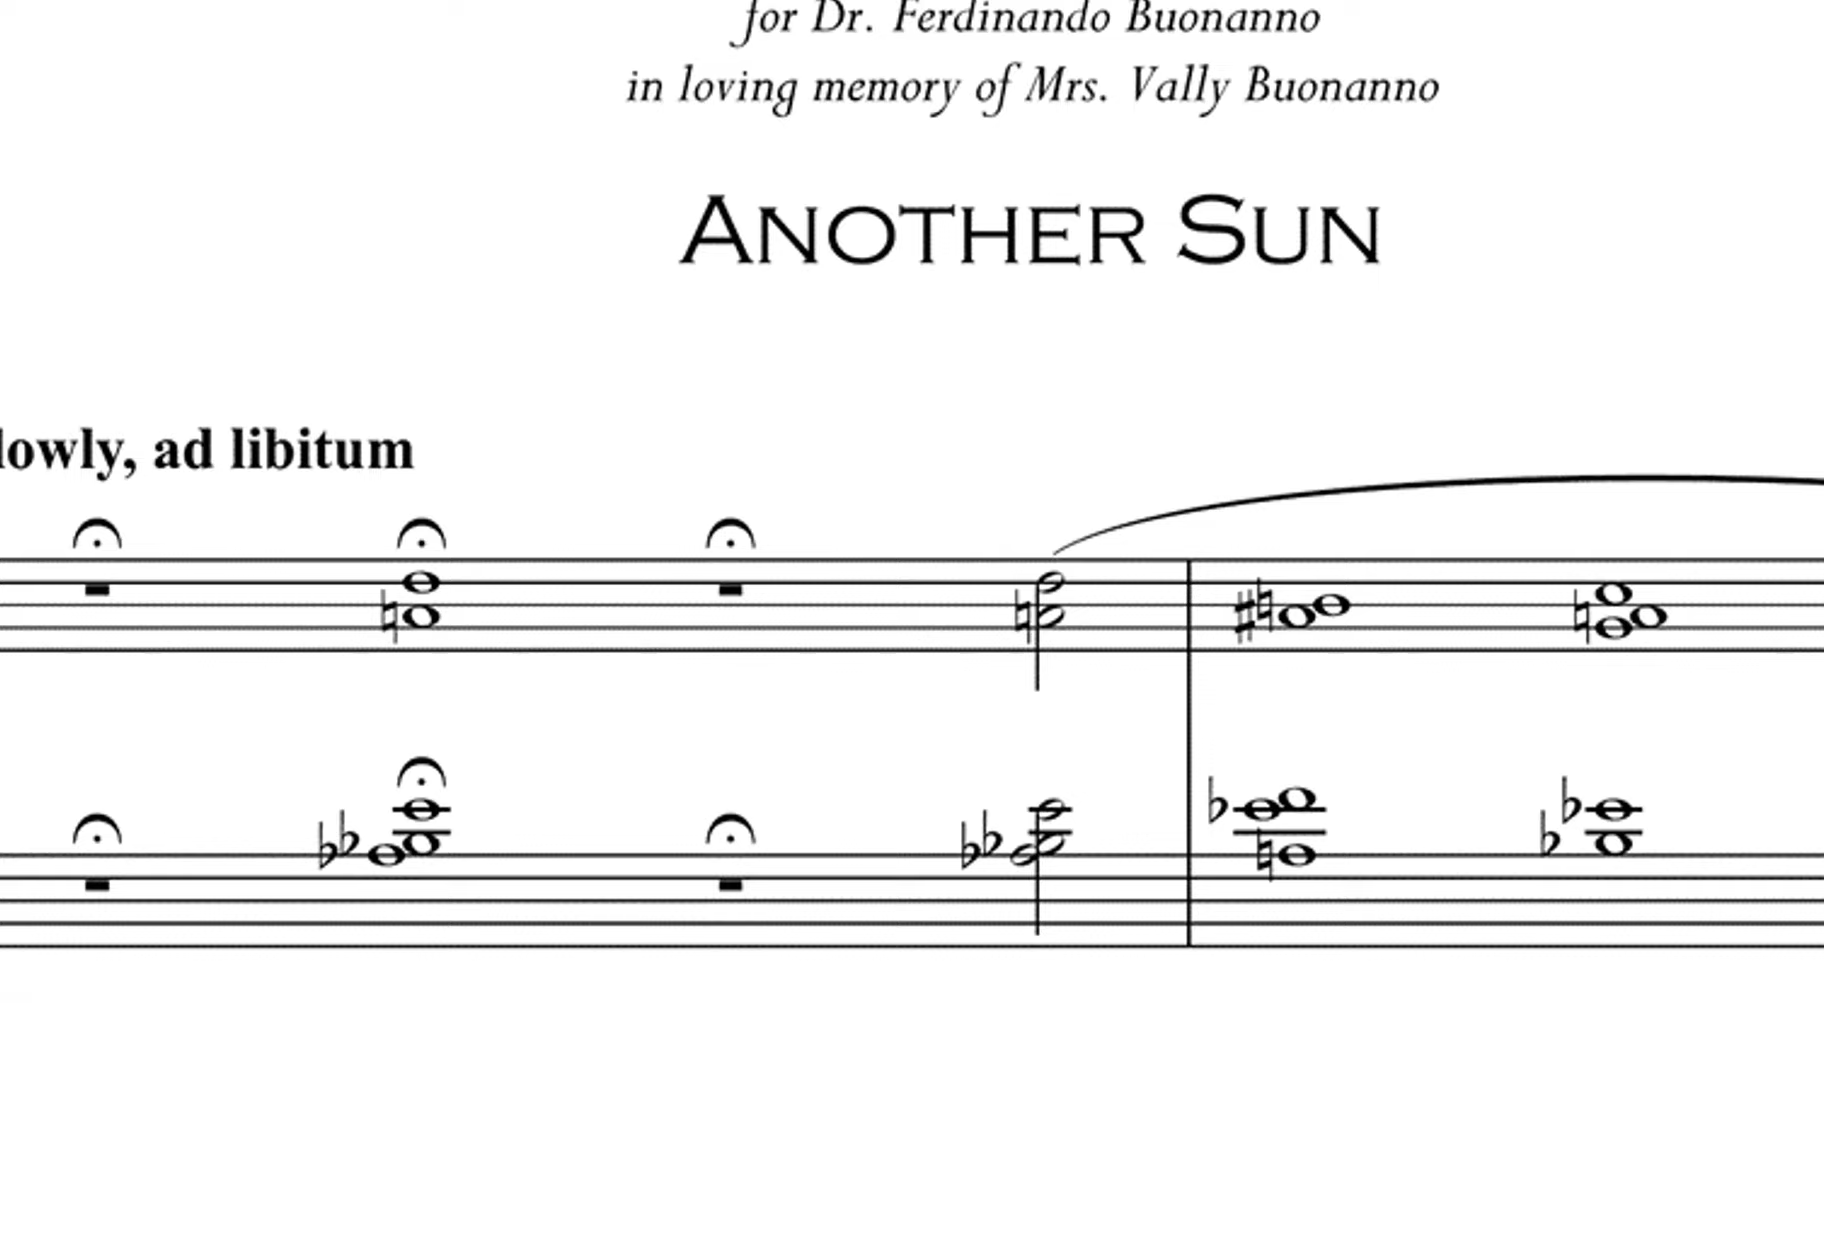 for Dr. Ferdinando Buonanno
in loving memory of Mrs. Vally Buonanno
ANOTHER SUN
lowly, ad libitum